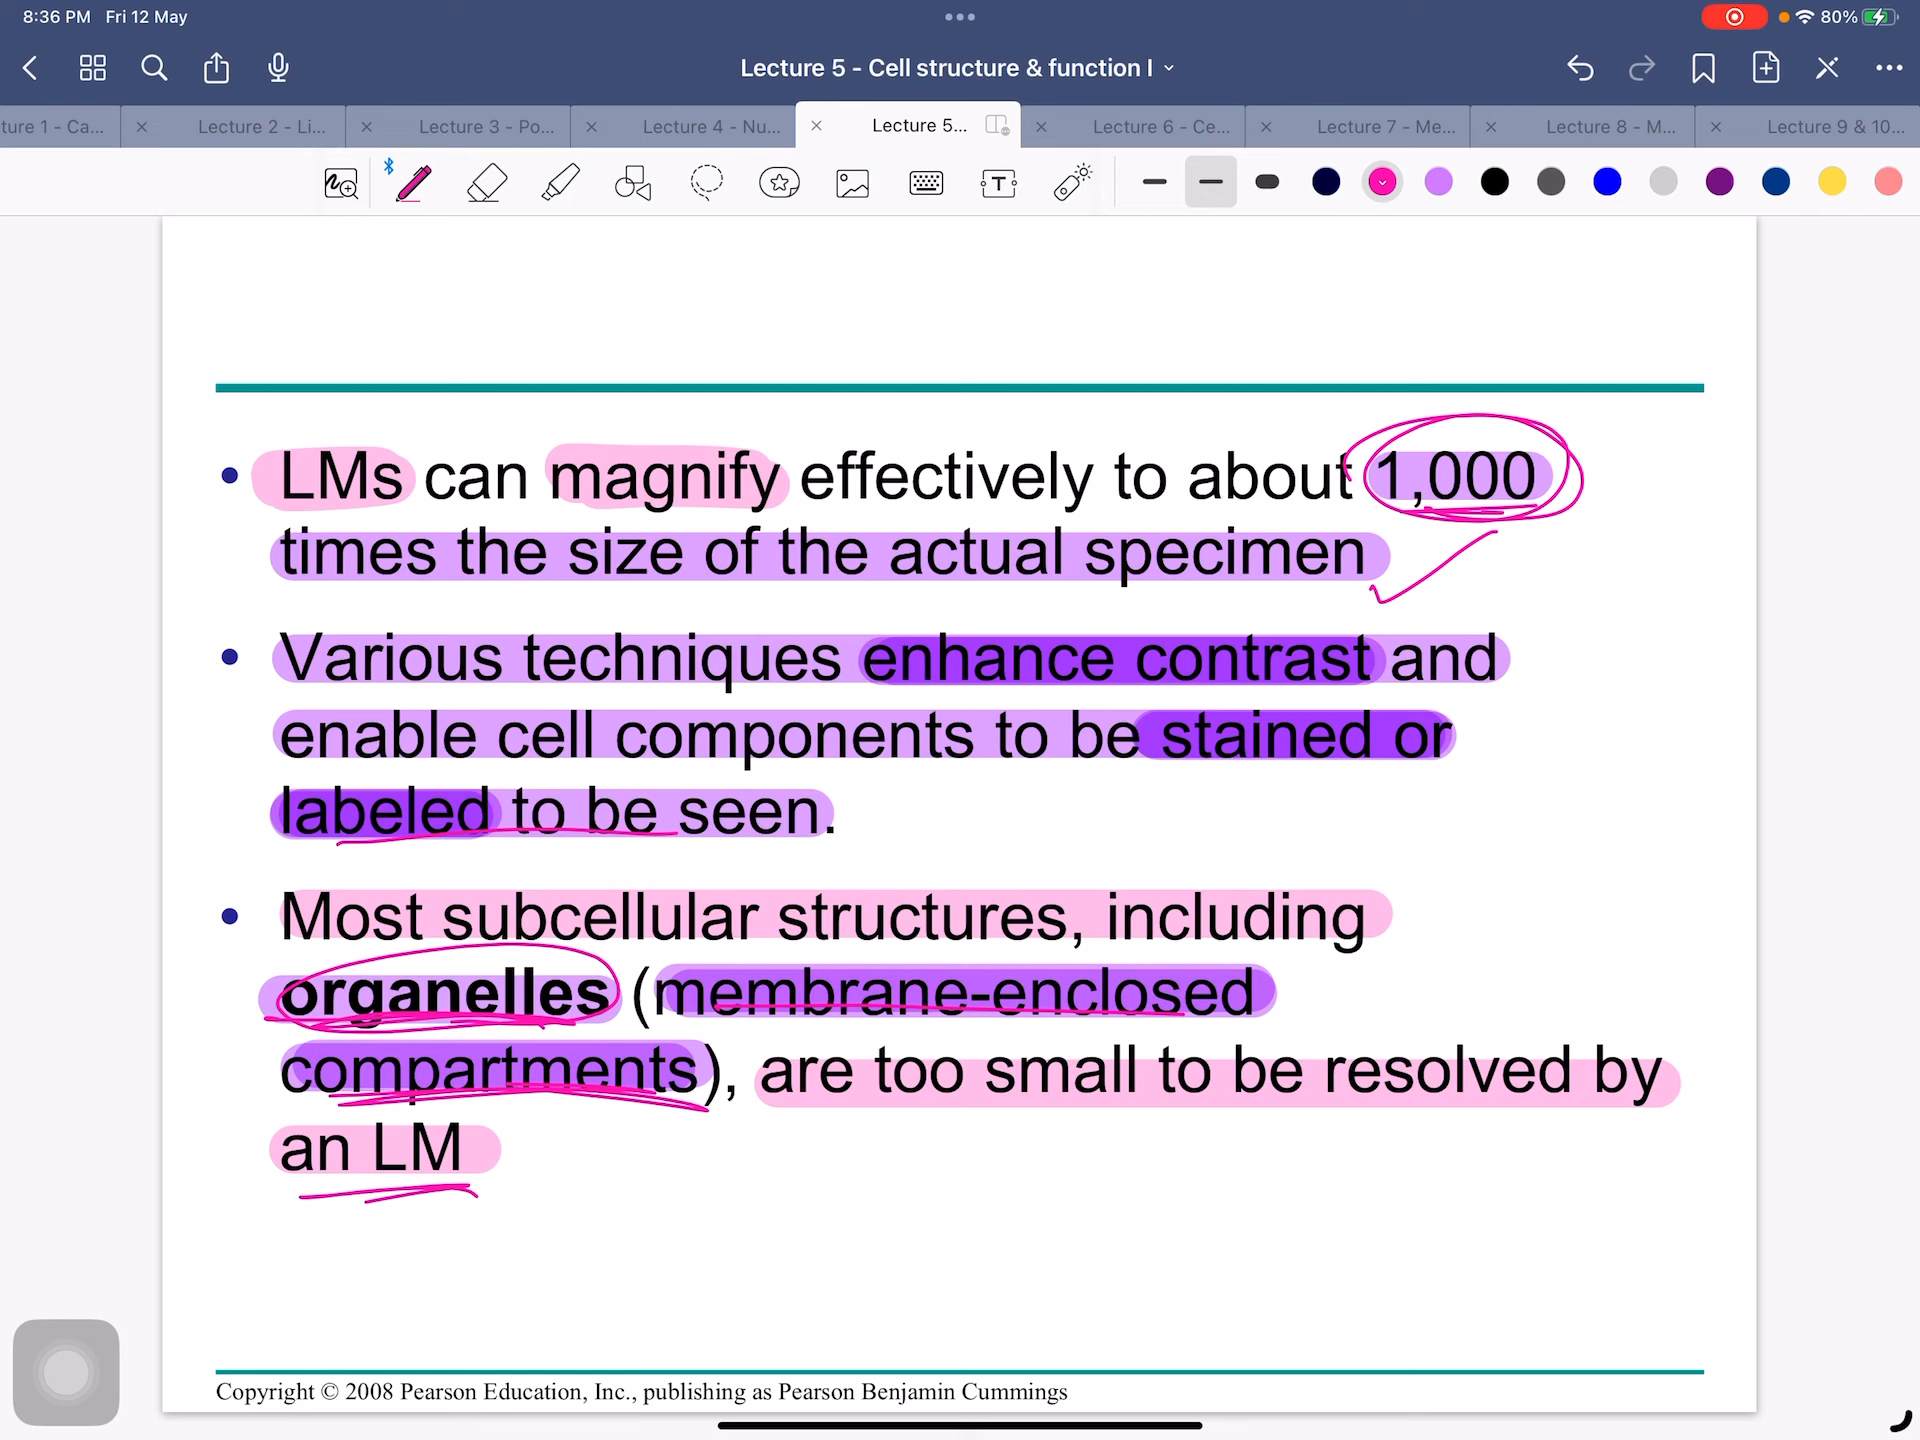 8:36 PM Fri 12 May
80%
Lecture 5 - Cell structure & function I
ture 1 - Ca...
Lecture 2 - Li...
Lecture 3 - Po...
Lecture 4 - Nu...
Lecture 5...
Lecture 6 - Ce...
Lecture 7 - Me...
Lecture 8 - M...
Lecture 9 & 10...
• LMs can magnify effectively to about 1,000
times the size of the actual specimen
• Various techniques enhance contrast and
enable cell components to be stained or
labeled to be seen.
• Most subcellular structures, including
organelles (membrane-enclosed
compartments), are too small to be resolved by
an LM
Copyright © 2008 Pearson Education, Inc., publishing as Pearson Benjamin Cummings